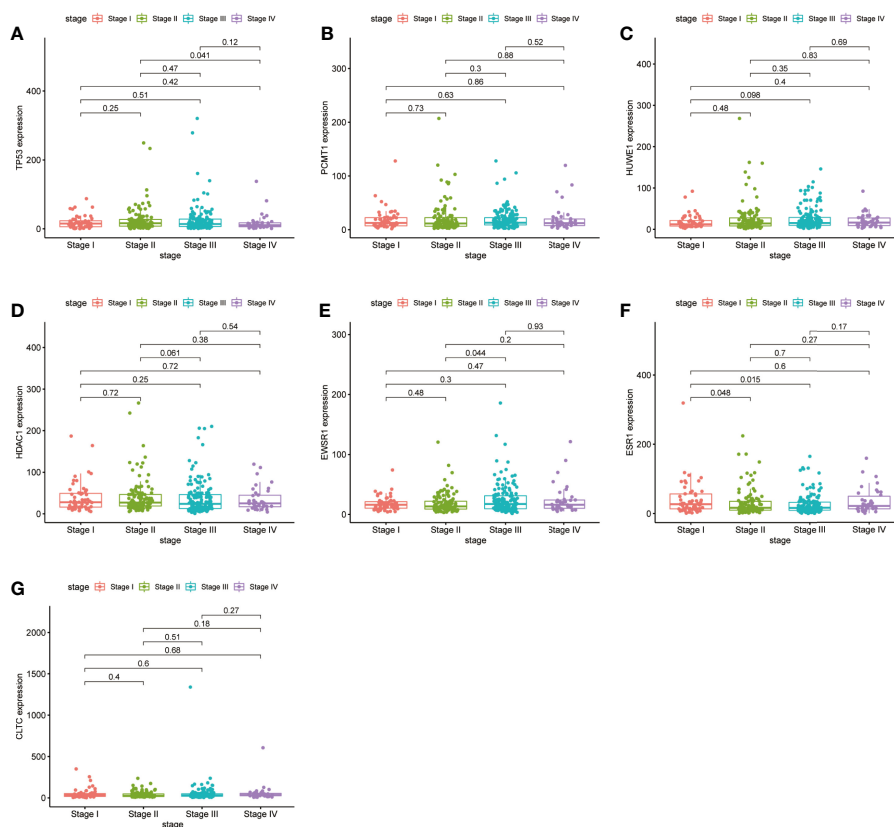 A
stage Stage I Stage II Stage III Stage IV
0.12
0.041
0.47
0.42
0.51
0.25
TP53 expression
400
200
0
Stage I Stage II Stage III Stage IV
stage
B
stage Stage I Stage II Stage III Stage IV
0.52
0.88
0.3
0.86
0.63
0.73
PCMT1 expression
300
200
100
0
Stage I Stage II Stage III Stage IV
stage
C
stage Stage I Stage II Stage III Stage IV
0.69
0.83
0.35
0.4
0.098
0.48
HUWE1 expression
400
300
200
100
0
Stage I Stage II Stage III Stage IV
stage
D
stage Stage I Stage II Stage III Stage IV
0.54
0.38
0.061
0.72
0.25
0.72
HDAC1 expression
400
300
200
100
0
Stage I Stage II Stage III Stage IV
stage
E
stage Stage I Stage II Stage III Stage IV
0.93
0.2
0.044
0.47
0.3
0.48
EWSR1 expression
300
200
100
0
Stage I Stage II Stage III Stage IV
stage
F
stage Stage I Stage II Stage III Stage IV
0.17
0.27
0.7
0.6
0.015
0.048
ESR1 expression
400
200
0
Stage I Stage II Stage III Stage IV
stage
G
stage Stage I Stage II Stage III Stage IV
0.27
0.18
0.51
0.68
0.6
0.4
CLTC expression
2000
1500
1000
500
0
Stage I Stage II Stage III Stage IV
stage